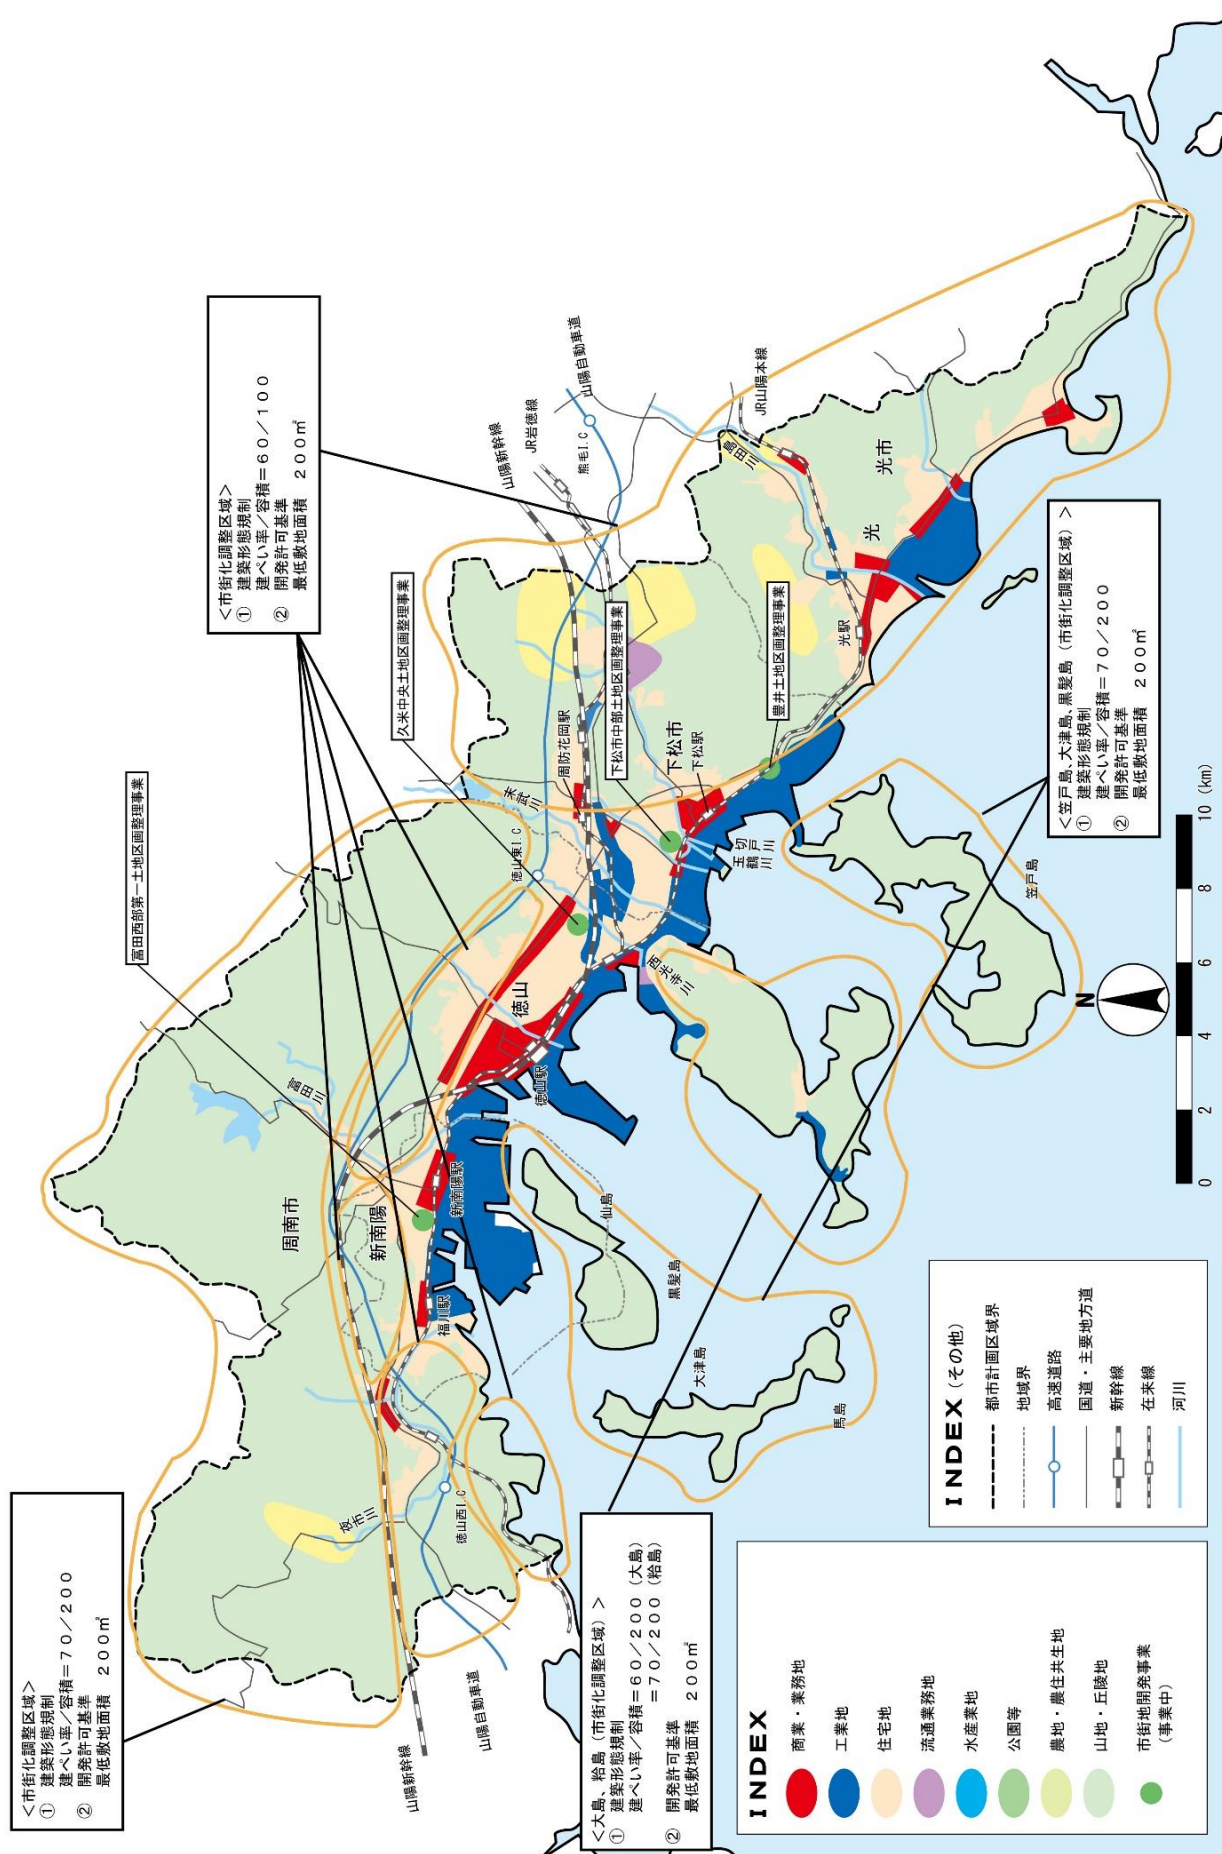 <市街化調整区域>
① 建築形態規制
建ぺい率/容積=70/200
② 開発許可基準
最低敷地面積 200㎡
<市街化調整区域>
① 建築形態規制
建ぺい率/容積=60/100
② 開発許可基準
最低敷地面積 200㎡
富田西部第一土地区画整理事業
久米中央土地区画整理事業
下松市中部土地区画整理事業
豊井土地区画整理事業
山陽新幹線
JR岩徳線
山陽自動車道
熊毛I.C
JR山陽本線
島田川
光市
光
光駅
周防花岡駅
末武川
徳山東I.C
下松市
下松駅
切戸川
玉鶴川
西光寺川
笠戸島
徳山
徳山駅
富田川
周南市
新南陽
新南陽駅
福川駅
仙島
黒髪島
大津島
馬島
夜市川
徳山西I.C
山陽自動車道
山陽新幹線
<大島、粭島(市街化調整区域)>
① 建築形態規制
建ぺい率/容積=60/200(大島)
=70/200(粭島)
② 開発許可基準
最低敷地面積 200㎡
<笠戸島、大津島、黒髪島(市街化調整区域)>
① 建築形態規制
建ぺい率/容積=70/200
② 開発許可基準
最低敷地面積 200㎡
N
0 2 4 6 8 10 (km)
INDEX
商業・業務地
工業地
住宅地
流通業務地
水産業地
公園等
農地・農住共生地
山地・丘陵地
市街地開発事業
(事業中)
INDEX(その他)
都市計画区域界
地域界
高速道路
国道・主要地方道
新幹線
在来線
河川